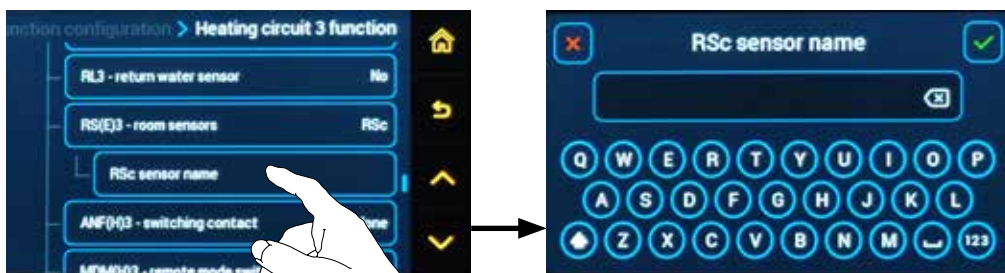 nction configuration > Heating circuit 3 function
RL3 - return water sensor No
RS(E)3 - room sensors RSc
RSc sensor name
ANF(H)3 - switching contact
RSc sensor name
Q W E R T Y U I O P
A S D F G H J K L
Z X C V B N M 123